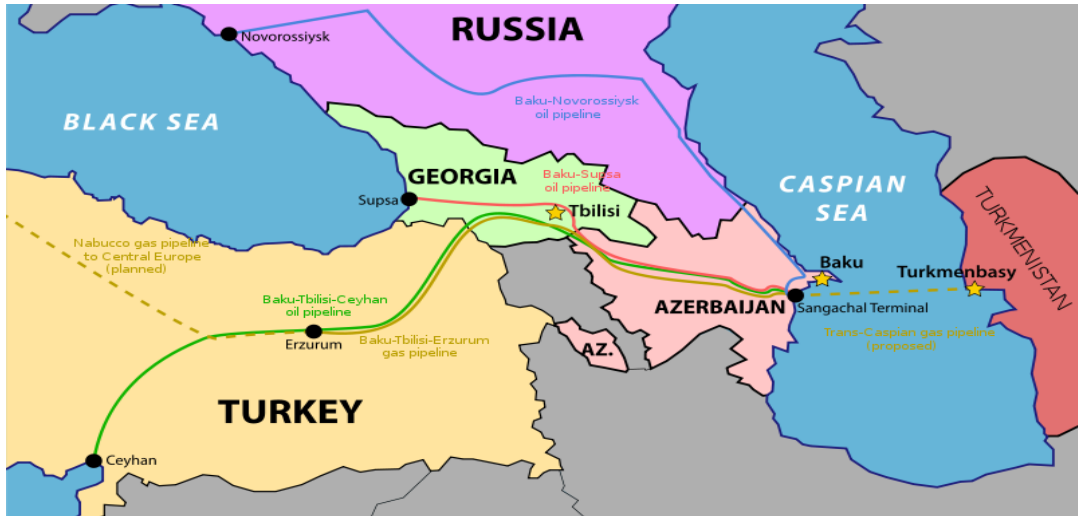 RUSSIA
Novorossiysk
Baku-Novorossiysk
oil pipeline
BLACK SEA
GEORGIA
Baku-Supsa
oil pipeline
Supsa
Tbilisi
CASPIAN
SEA
TURKMENISTAN
Nabucco gas pipeline
to Central Europe
(planned)
Baku
Turkmenbasy
Baku-Tbilisi-Ceyhan
oil pipeline
AZERBAIJAN
Sangachal Terminal
Erzurum
Baku-Tbilisi-Erzurum
gas pipeline
AZ.
Trans-Caspian gas pipeline
(proposed)
TURKEY
Ceyhan